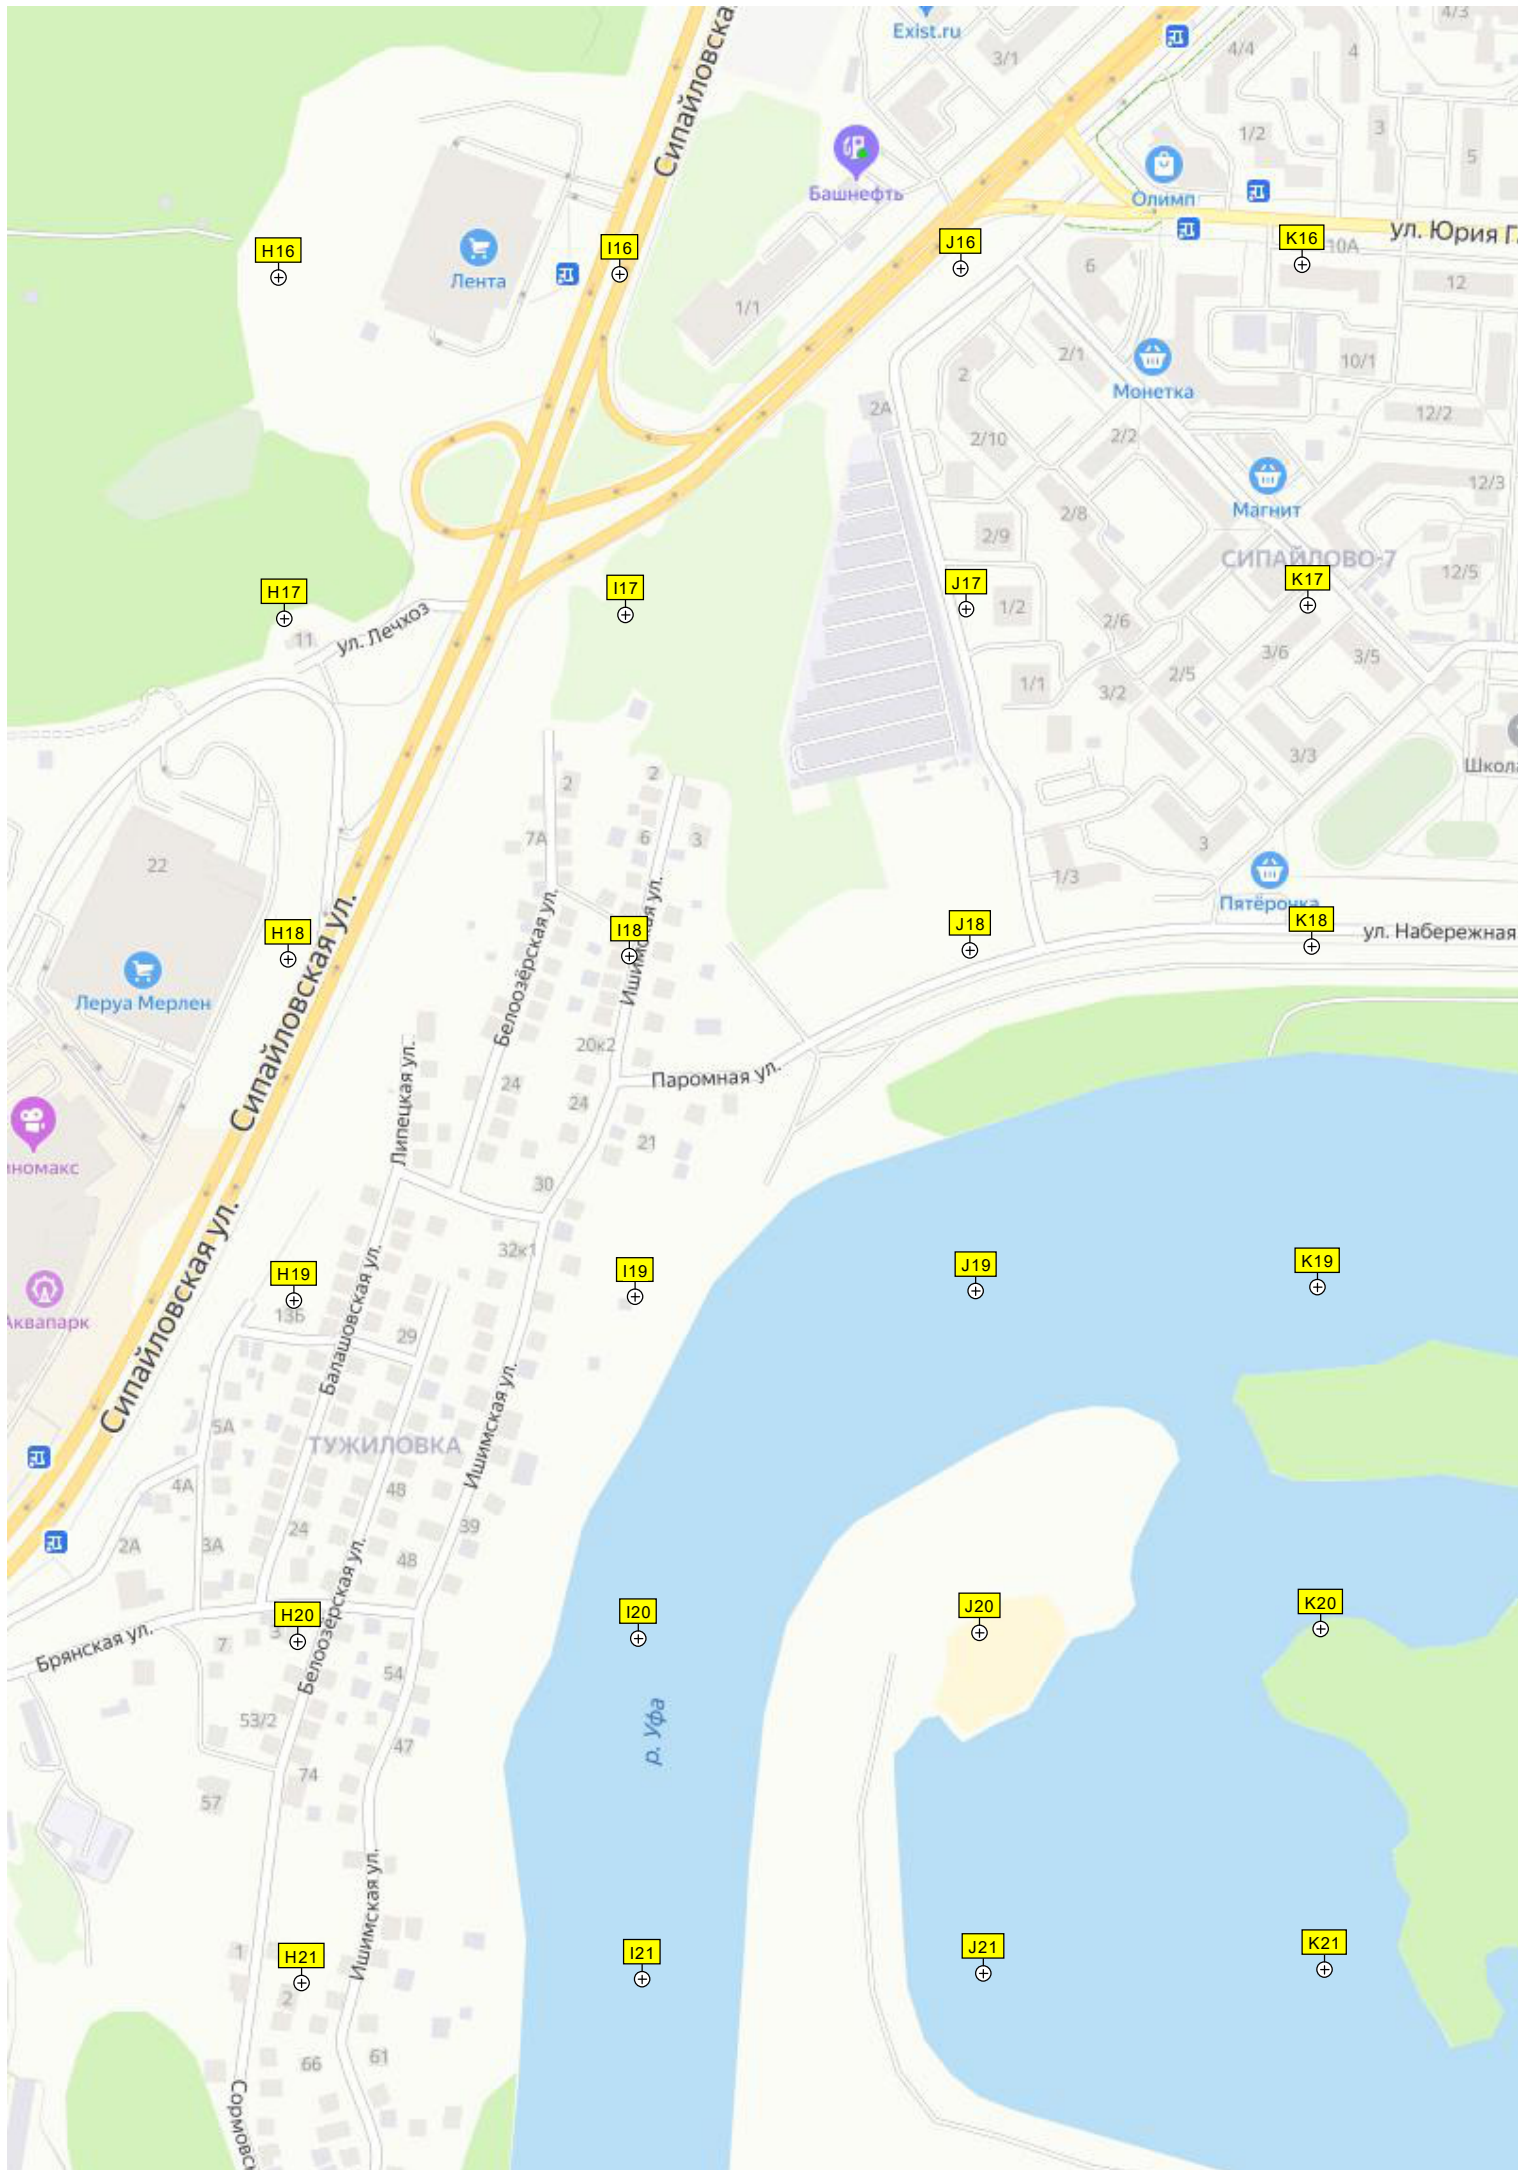 Сипайловска
Exist.ru
3/1
4/3
4/4
4
1/2
3
5
Башнефть
Олимп
ул. Юрия Г
H16
I16
J16
K16
10А
Лента
6
12
1/1
2/1
10/1
Монетка
2
2А
12/2
2/10
2/2
12/3
Магнит
2/8
2/9
СИПАЙЛОВО-7
12/5
H17
I17
J17
K17
1/2
2/6
11
ул. Лечхоз
3/6
3/5
2/5
1/1
3/2
3/3
Школа
2
2
7А
6
3
22
3
1/3
Пятёрочка
H18
I18
J18
K18
ул. Набережная
Сипайловская ул.
Белоозёрская ул.
Ишимская ул.
Леруа Мерлен
20к2
Липецкая ул.
Паромная ул.
24
24
21
номакс
30
Сипайловская ул.
32к1
H19
I19
J19
K19
Аквапарк
13Б
Балашовская ул.
29
Ишимская ул.
5А
ТУЖИЛОВКА
4А
48
24
39
2А
3А
48
H20
I20
J20
K20
Белоозёрская ул.
Брянская ул.
7
3
54
53/2
р. Уфа
47
74
57
Ишимская ул.
H21
I21
J21
K21
1
2
66
61
Сормовск